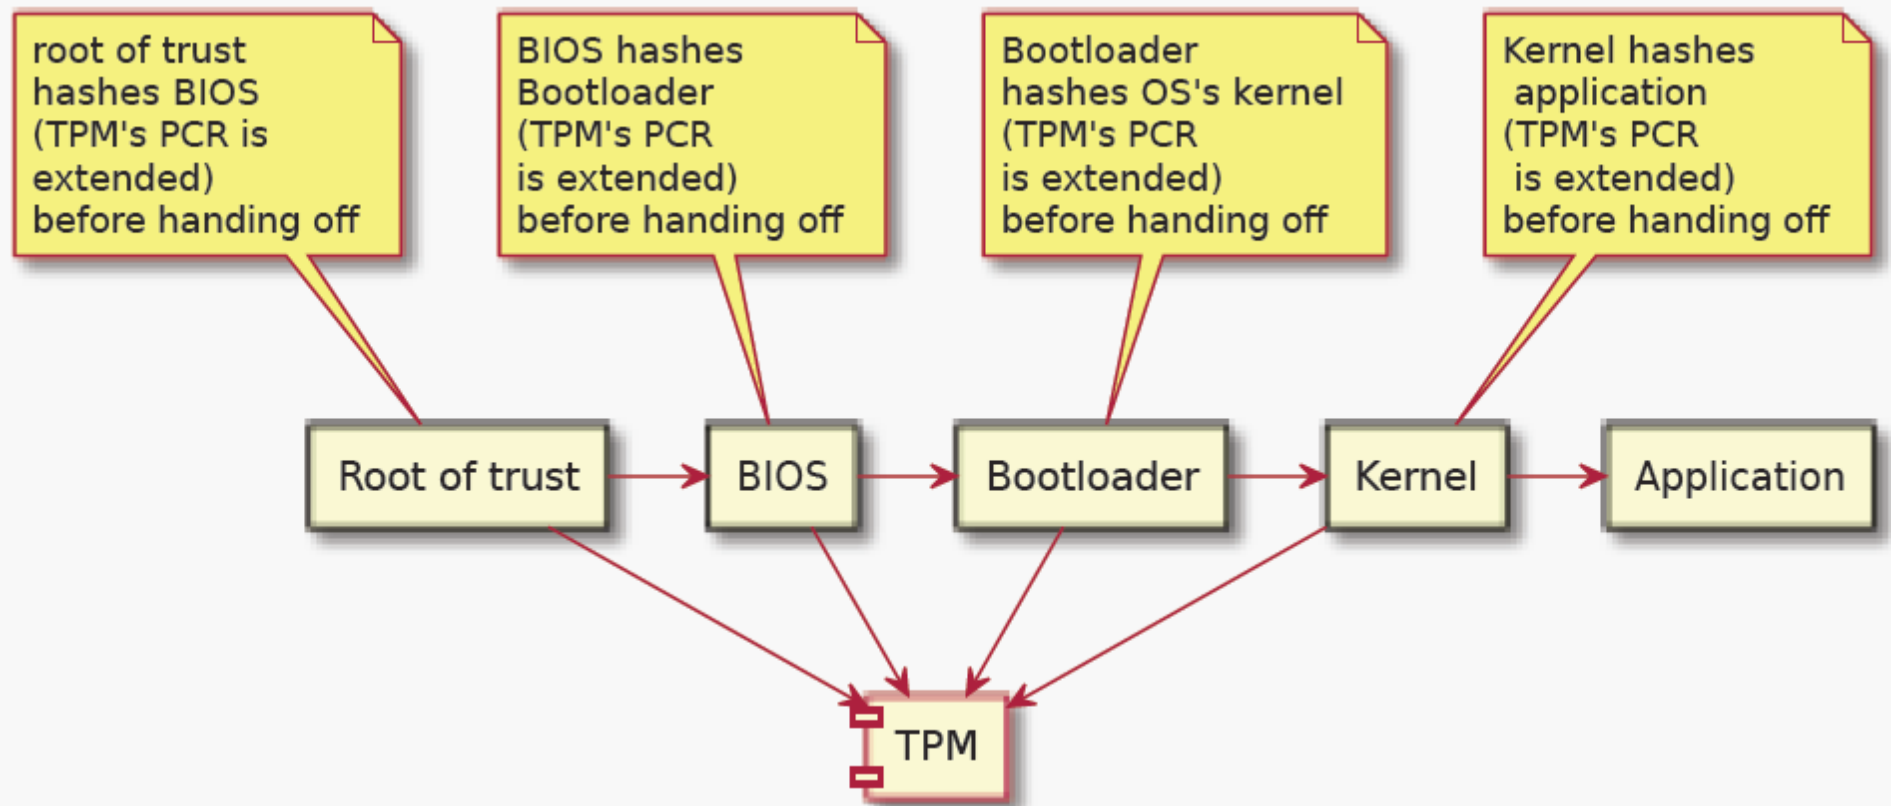 root of trust
hashes BIOS
(TPM's PCR is
extended)
before handing off
BIOS hashes
Bootloader
(TPM's PCR
is extended)
before handing off
Bootloader
hashes OS's kernel
(TPM's PCR
is extended)
before handing off
Kernel hashes
application
(TPM's PCR
is extended)
before handing off
Root of trust
BIOS
Bootloader
Kernel
Application
TPM